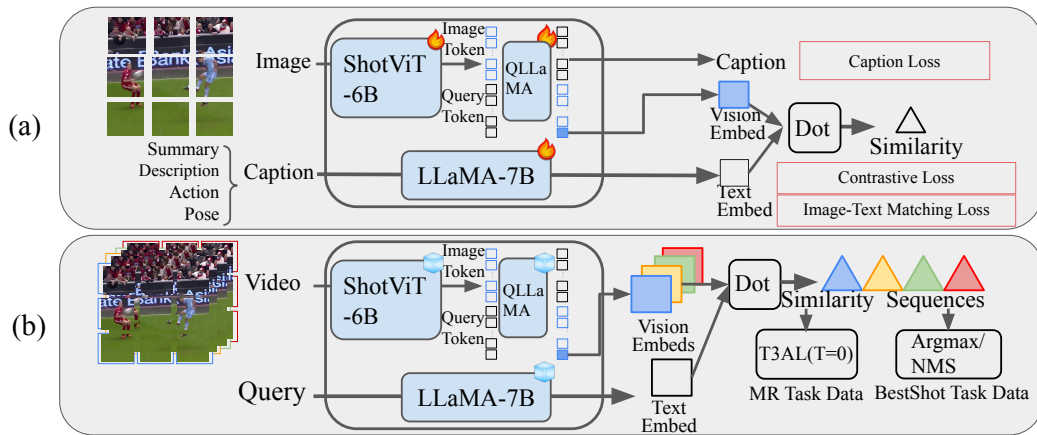 (a)
Image
Summary
Description
Action
Pose
Caption
ShotViT
-6B
Image
Token
Query
Token
QLLa
MA
LLaMA-7B
Caption
Caption Loss
Vision
Embed
Text
Embed
Dot
Similarity
Contrastive Loss
Image-Text Matching Loss
(b)
Video
Query
ShotViT
-6B
Image
Token
Query
Token
QLLa
MA
LLaMA-7B
Vision
Embeds
Text
Embed
Dot
Similarity Sequences
T3AL(T=0)
MR Task Data
Argmax/
NMS
BestShot Task Data